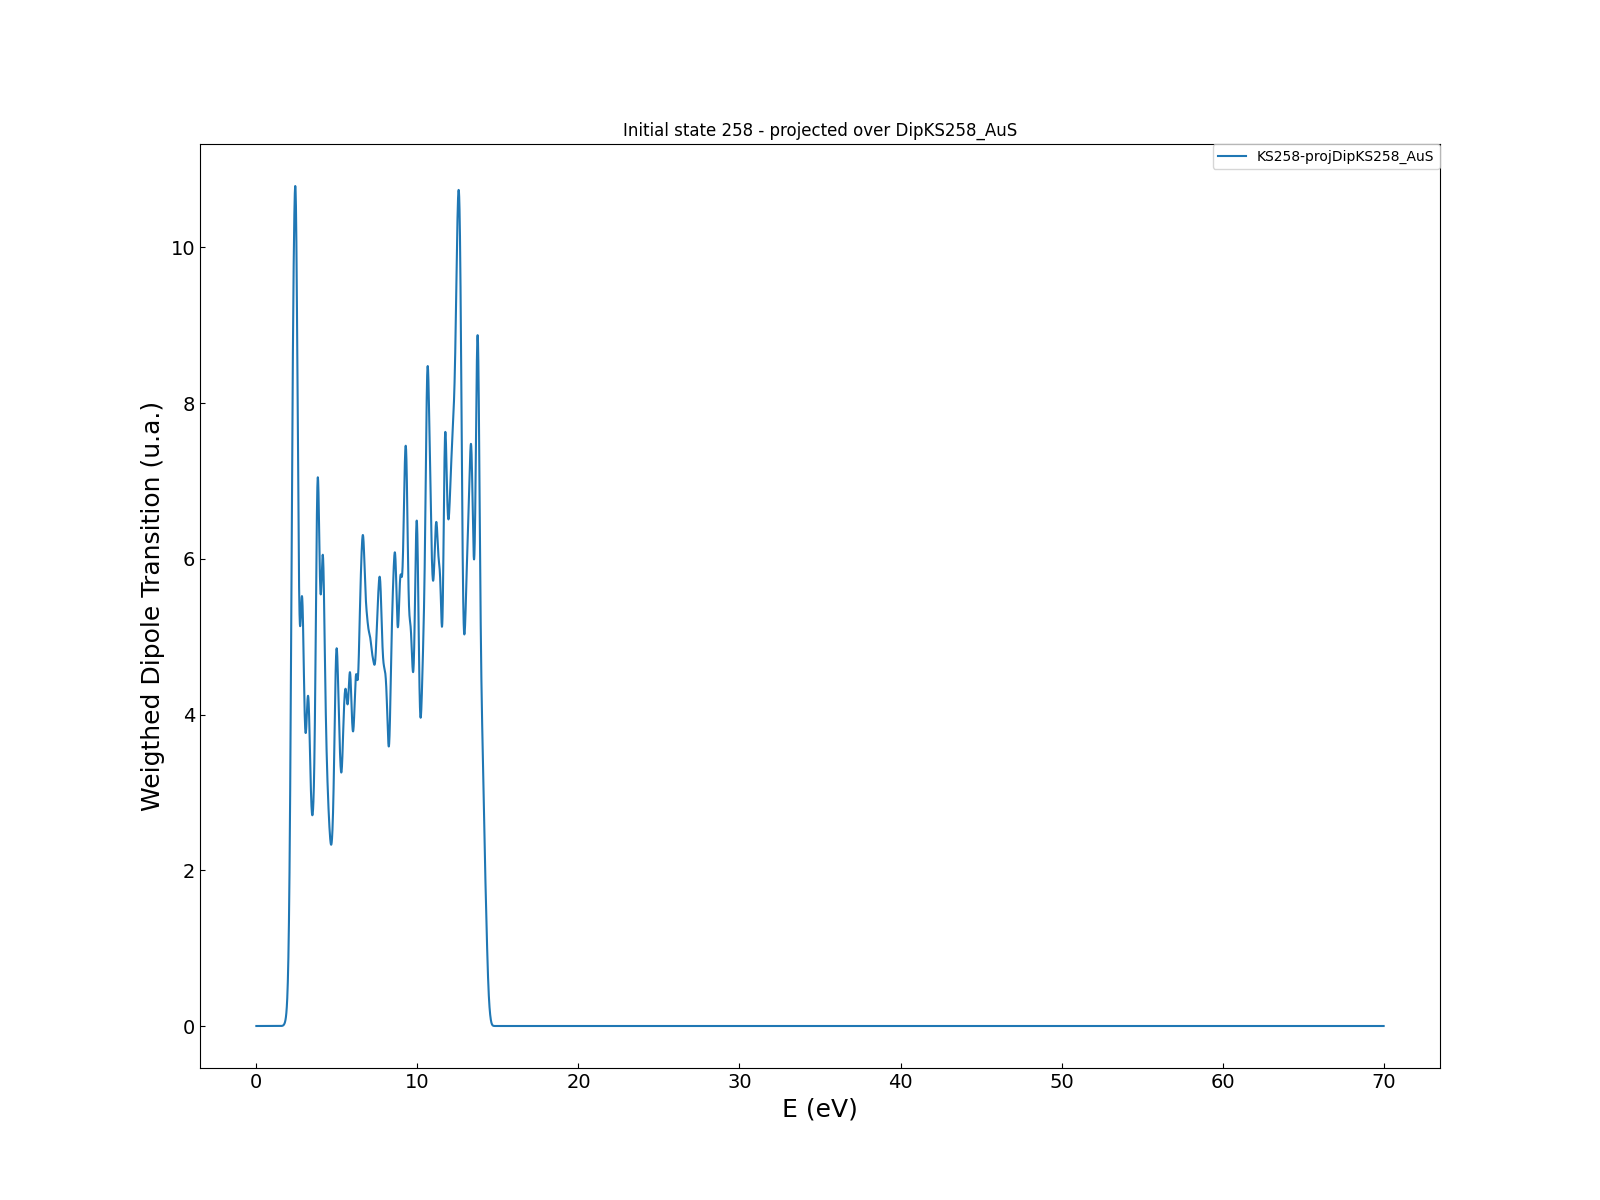 Initial state 258 - projected over DipKS258_AuS
KS258-projDipKS258_AuS
Weigthed Dipole Transition (u.a.)
10
8
6
4
2
0
0 10 20 30 40 50 60 70
E (eV)